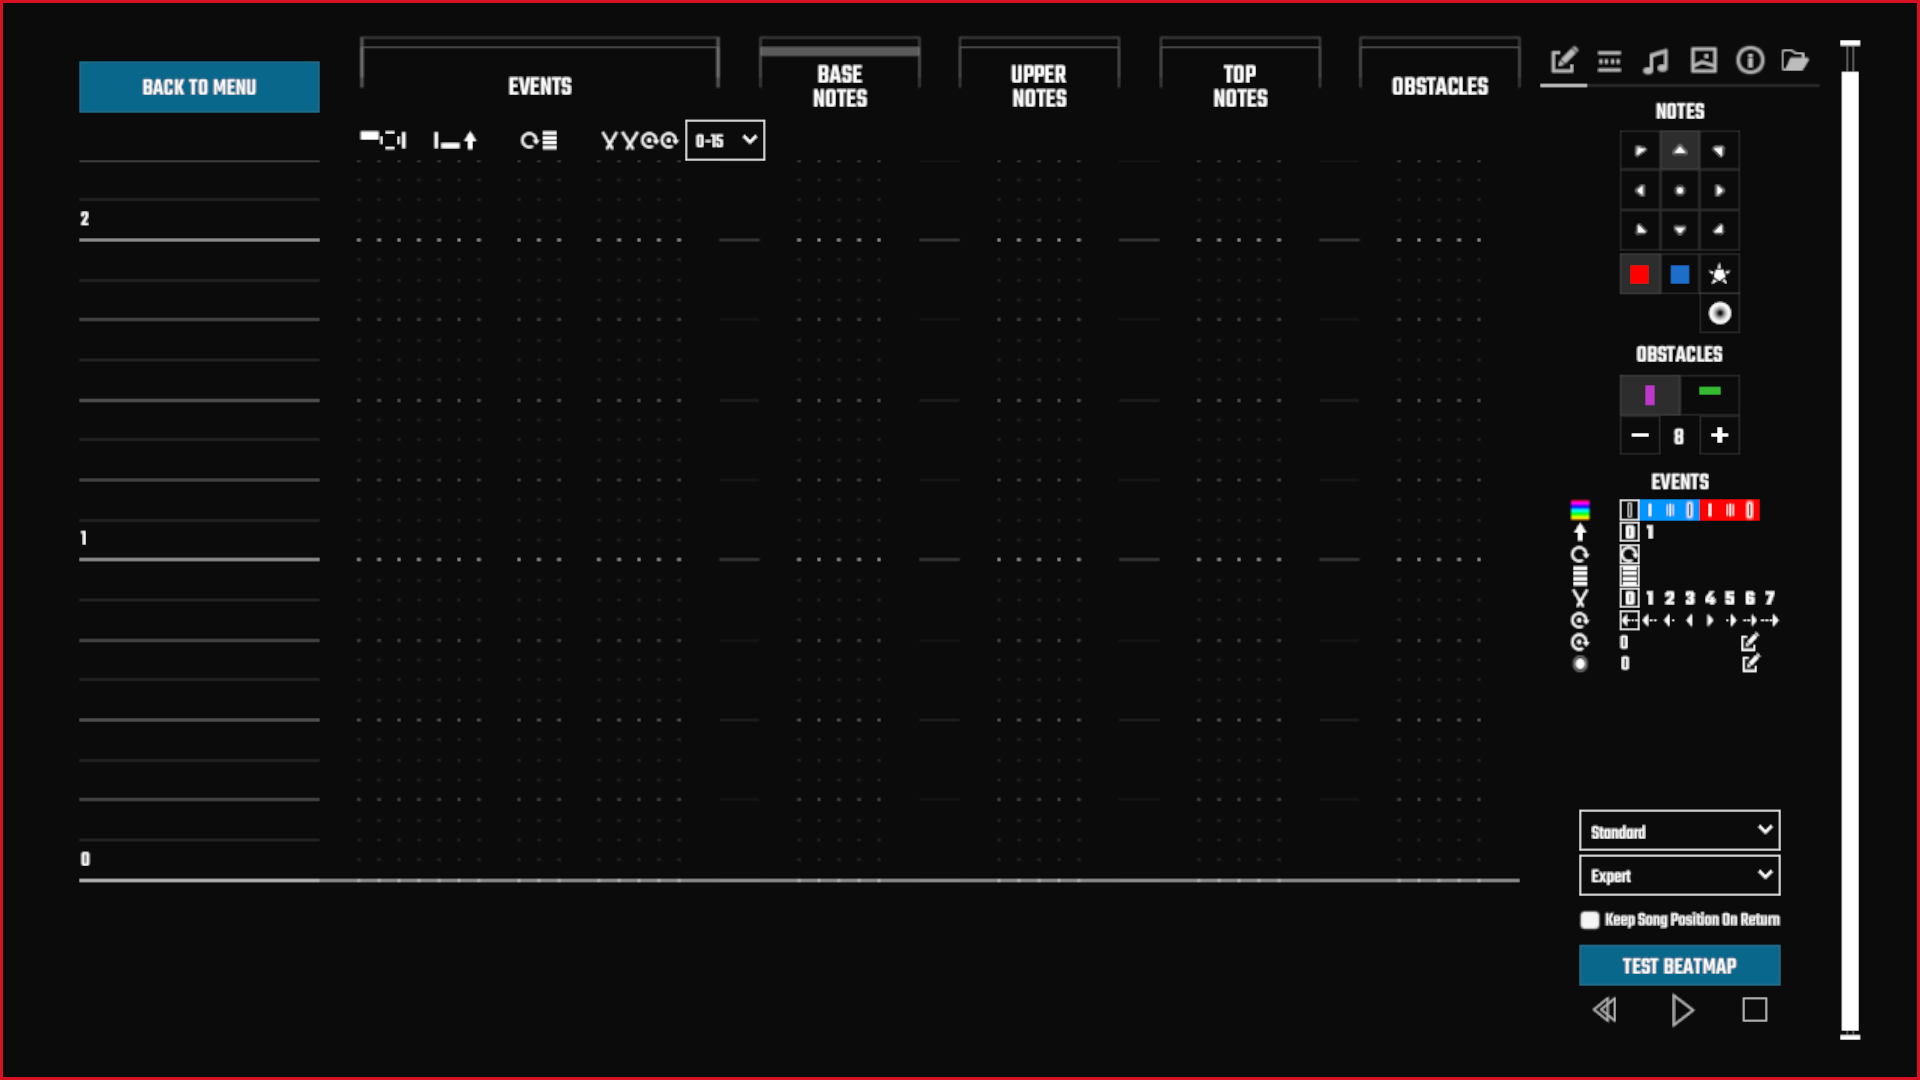 BACK TO MENU
EVENTS
BASE
NOTES
UPPER
NOTES
TOP
NOTES
OBSTACLES
0-15
2
1
0
NOTES
OBSTACLES
8
EVENTS
0 1
0 1 2 3 4 5 6 7
0
0
Standard
Expert
Keep Song Position On Return
TEST BEATMAP